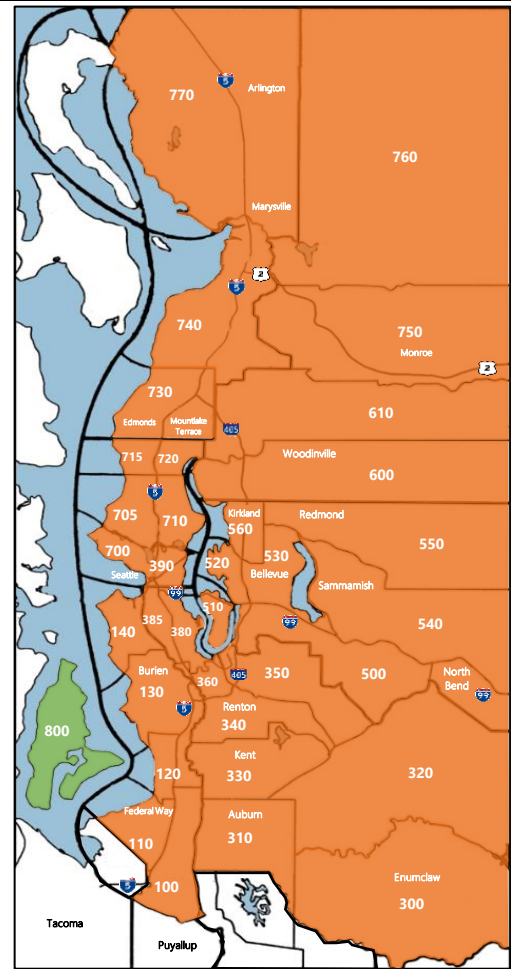 5
770
Arlington
760
Marysville
2
5
740
750
Monroe
2
730
610
Edmonds
Mountlake
Terrace
405
Woodinville
715
720
600
5
Kirkland
Redmond
705
710
560
550
700
390
520
530
Seattle
Bellevue
Sammamish
99
510
385
99
540
140
380
Burien
360
405
350
500
North
Bend
130
99
5
Renton
340
800
Kent
120
330
320
Federal Way
Auburn
110
310
5
100
Enumclaw
300
Tacoma
Puyallup